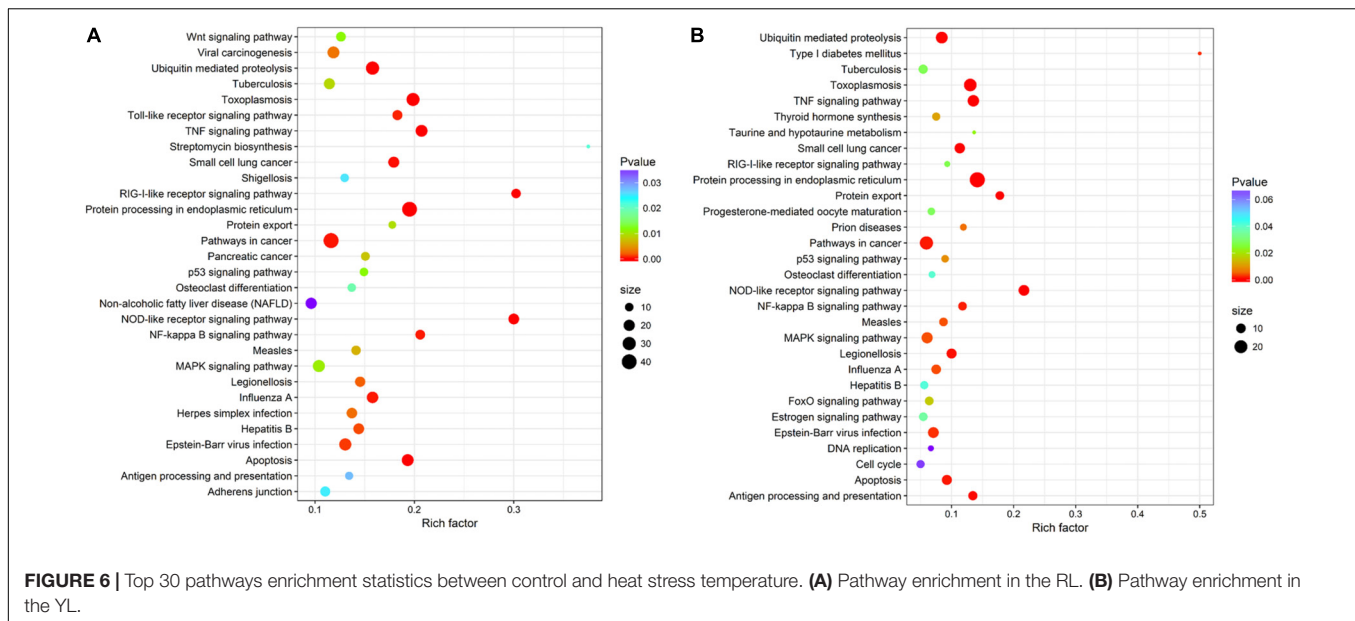 A
Wnt signaling pathway
Viral carcinogenesis
Ubiquitin mediated proteolysis
Tuberculosis
Toxoplasmosis
Toll-like receptor signaling pathway
TNF signaling pathway
Streptomycin biosynthesis
Small cell lung cancer
Shigellosis
RIG-I-like receptor signaling pathway
Protein processing in endoplasmic reticulum
Protein export
Pathways in cancer
Pancreatic cancer
p53 signaling pathway
Osteoclast differentiation
Non-alcoholic fatty liver disease (NAFLD)
NOD-like receptor signaling pathway
NF-kappa B signaling pathway
Measles
MAPK signaling pathway
Legionellosis
Influenza A
Herpes simplex infection
Hepatitis B
Epstein-Barr virus infection
Apoptosis
Antigen processing and presentation
Adherens junction
0.1 0.2 0.3
Rich factor
Pvalue
0.03
0.02
0.01
0.00
size
10
20
30
40
B
Ubiquitin mediated proteolysis
Type I diabetes mellitus
Tuberculosis
Toxoplasmosis
TNF signaling pathway
Thyroid hormone synthesis
Taurine and hypotaurine metabolism
Small cell lung cancer
RIG-I-like receptor signaling pathway
Protein processing in endoplasmic reticulum
Protein export
Progesterone-mediated oocyte maturation
Prion diseases
Pathways in cancer
p53 signaling pathway
Osteoclast differentiation
NOD-like receptor signaling pathway
NF-kappa B signaling pathway
Measles
MAPK signaling pathway
Legionellosis
Influenza A
Hepatitis B
FoxO signaling pathway
Estrogen signaling pathway
Epstein-Barr virus infection
DNA replication
Cell cycle
Apoptosis
Antigen processing and presentation
0.1 0.2 0.3 0.4 0.5
Rich factor
Pvalue
0.06
0.04
0.02
0.00
size
10
20
FIGURE 6 | Top 30 pathways enrichment statistics between control and heat stress temperature. (A) Pathway enrichment in the RL. (B) Pathway enrichment in
the YL.